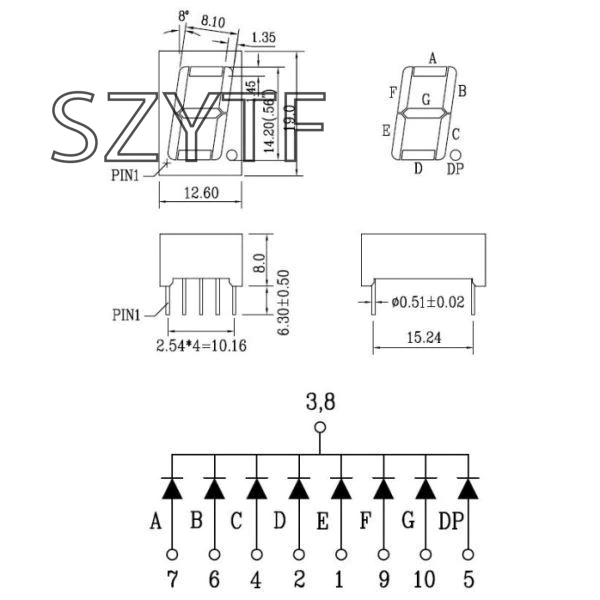 8° 8.10
1.35
A
F B
G
E C
D DP
.45
14.20(.56)
19.0
SZYTF
PIN1
12.60
8.0
6.30±0.50
PIN1
2.54*4=10.16
ø0.51±0.02
15.24
3,8
A B C D E F G DP
7 6 4 2 1 9 10 5